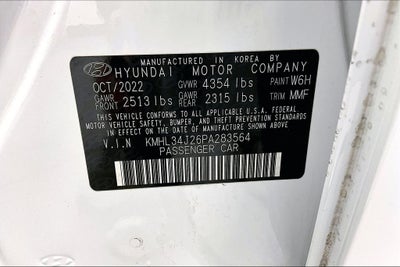 MANUFACTURED IN KOREA BY
HYUNDAI MOTOR COMPANY
OCT/2022 GVWR 4354 lbs PAINT W6H
GAWR FRONT 2513 lbs GAWR REAR 2315 lbs TRIM MMF
THIS VEHICLE CONFORMS TO ALL APPLICABLE U.S.A FEDERAL
MOTOR VEHICLE SAFETY, BUMPER, AND THEFT PREVENTION
STANDARDS IN EFFECT ON THE DATE OF MANUFACTURE SHOWN
ABOVE.
V.I.N KMHL34J26PA283564
PASSENGER CAR